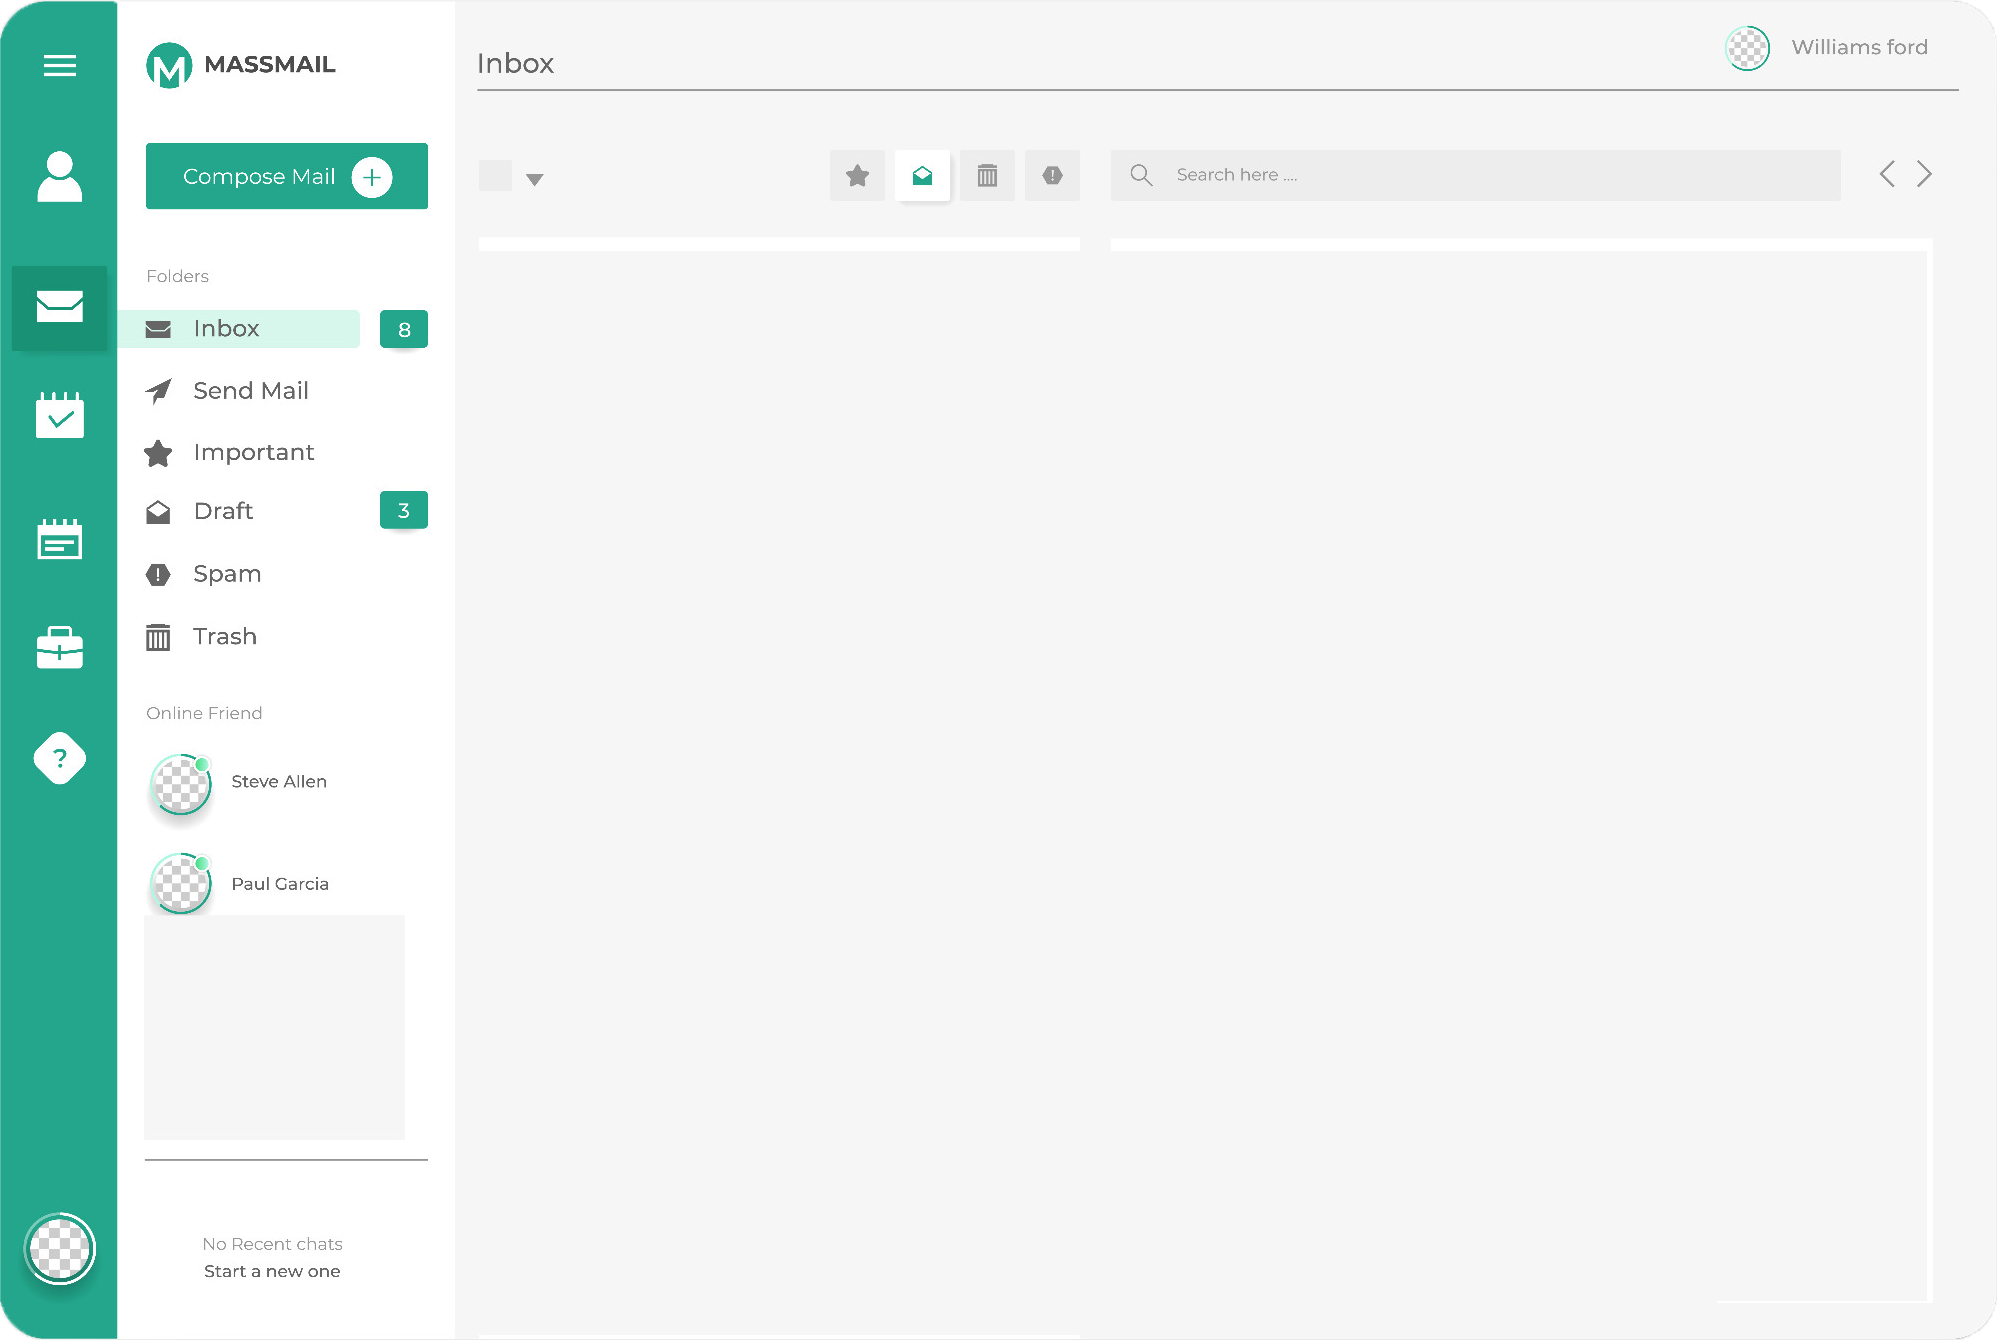 MASSMAIL
Compose Mail
Folders
Inbox 8
Send Mail
Important
Draft 3
Spam
Trash
Online Friend
Steve Allen
Paul Garcia
No Recent chats
Start a new one
Inbox
Williams ford
Search here ....